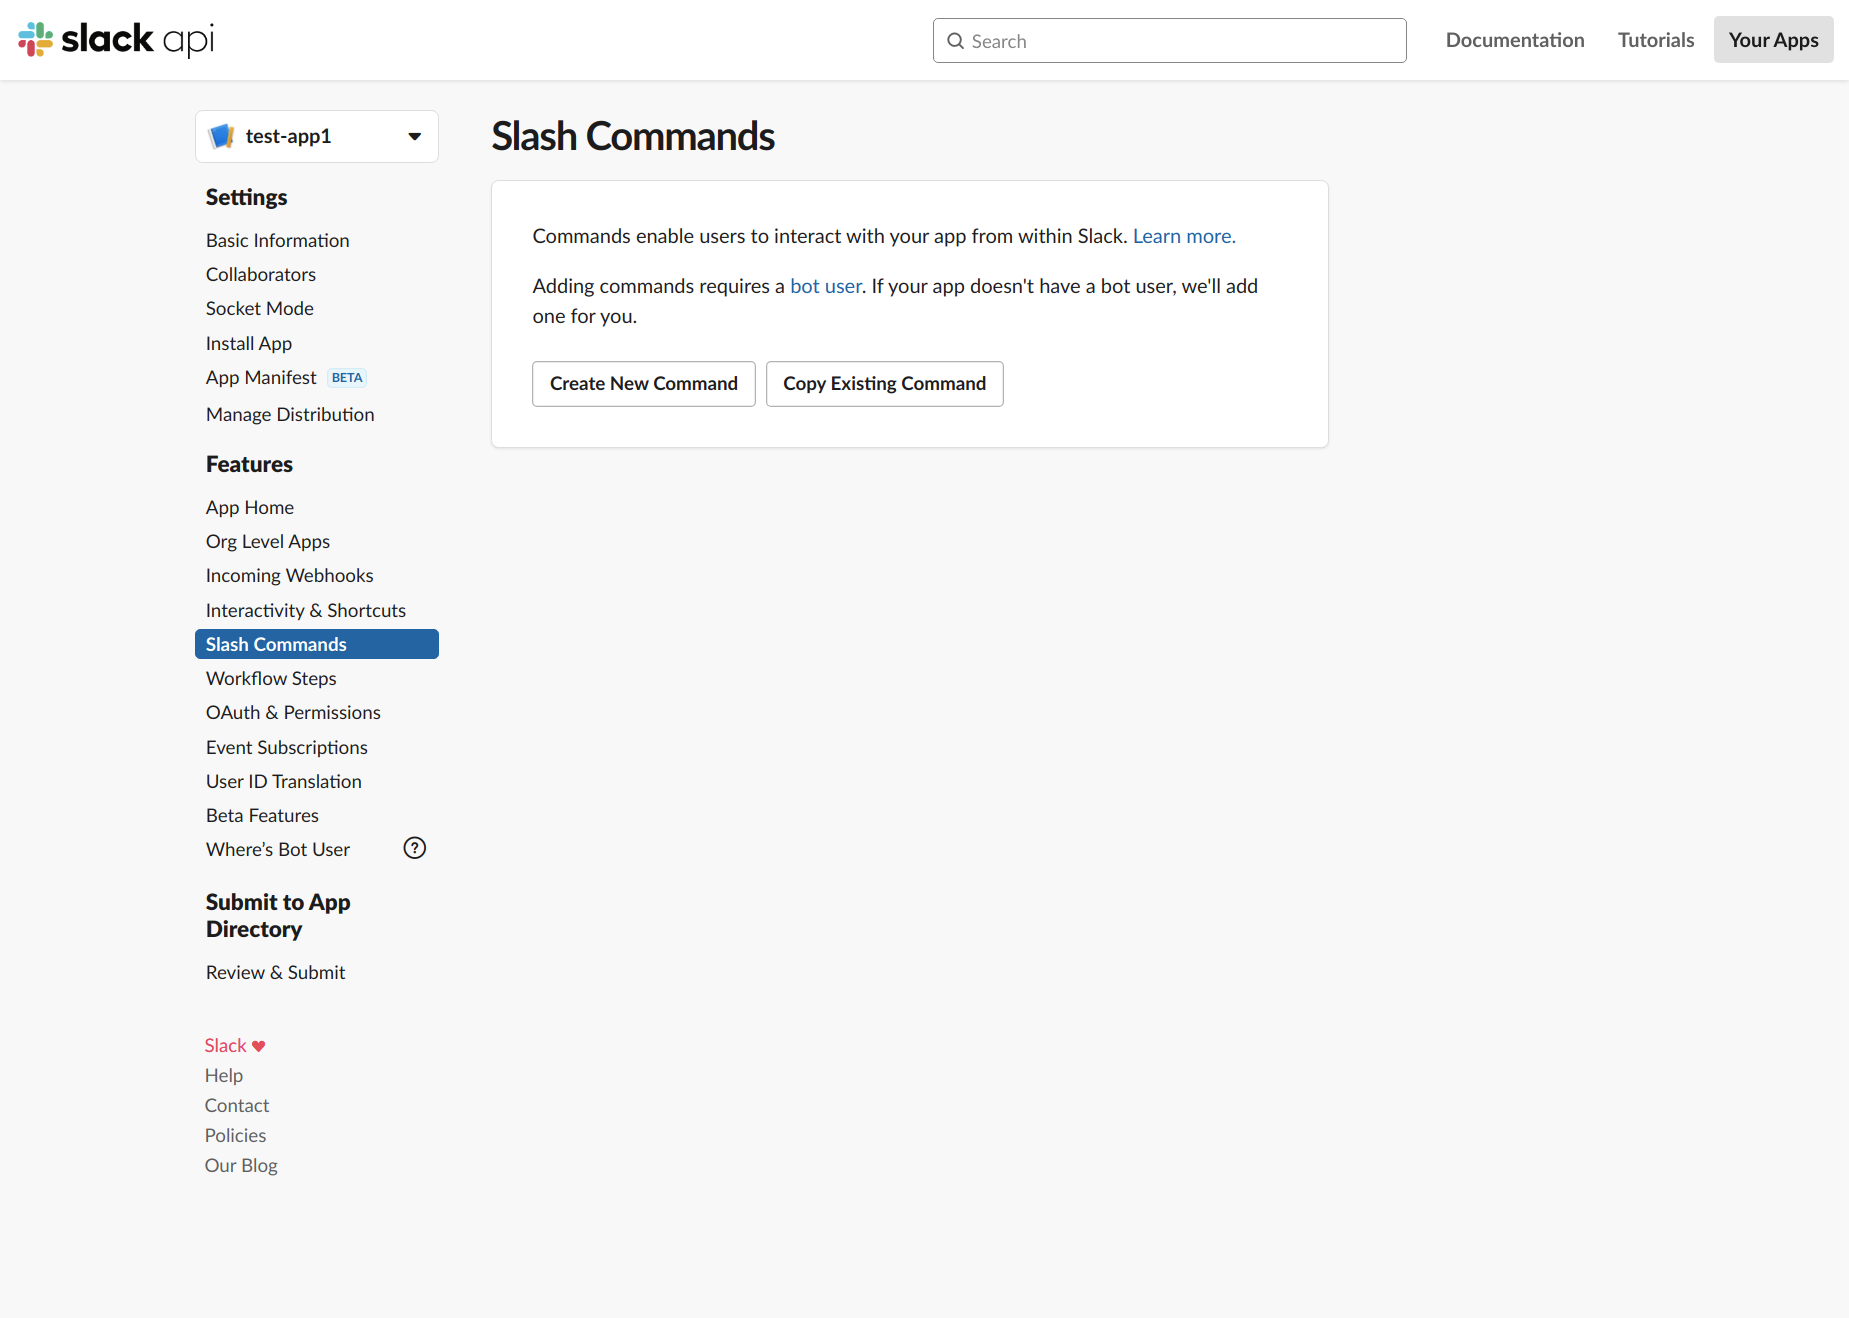 slack api
Search
Documentation
Tutorials
Your Apps
test-app1
Settings
Basic Information
Collaborators
Socket Mode
Install App
App Manifest BETA
Manage Distribution
Features
App Home
Org Level Apps
Incoming Webhooks
Interactivity & Shortcuts
Slash Commands
Workflow Steps
OAuth & Permissions
Event Subscriptions
User ID Translation
Beta Features
Where’s Bot User ?
Submit to App
Directory
Review & Submit
Slack ♥
Help
Contact
Policies
Our Blog
Slash Commands
Commands enable users to interact with your app from within Slack. Learn more.
Adding commands requires a bot user. If your app doesn't have a bot user, we'll add
one for you.
Create New Command
Copy Existing Command